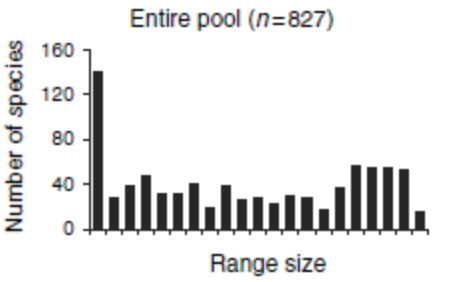 Entire pool (n=827)
Number of species
160
120
80
40
0
Range size